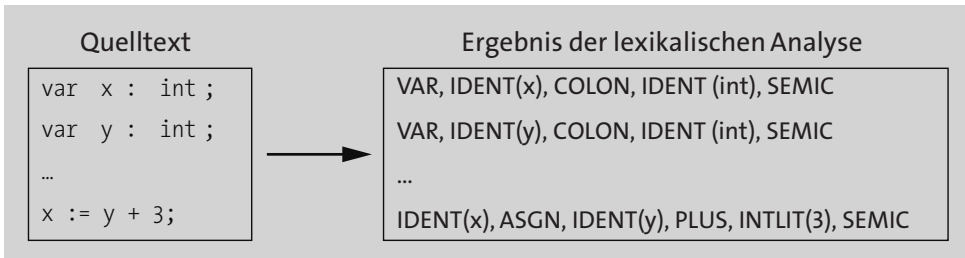 Quelltext
var x : int ;
var y : int ;
…
x := y + 3;
Ergebnis der lexikalischen Analyse
VAR, IDENT(x), COLON, IDENT (int), SEMIC
VAR, IDENT(y), COLON, IDENT (int), SEMIC
...
IDENT(x), ASGN, IDENT(y), PLUS, INTLIT(3), SEMIC